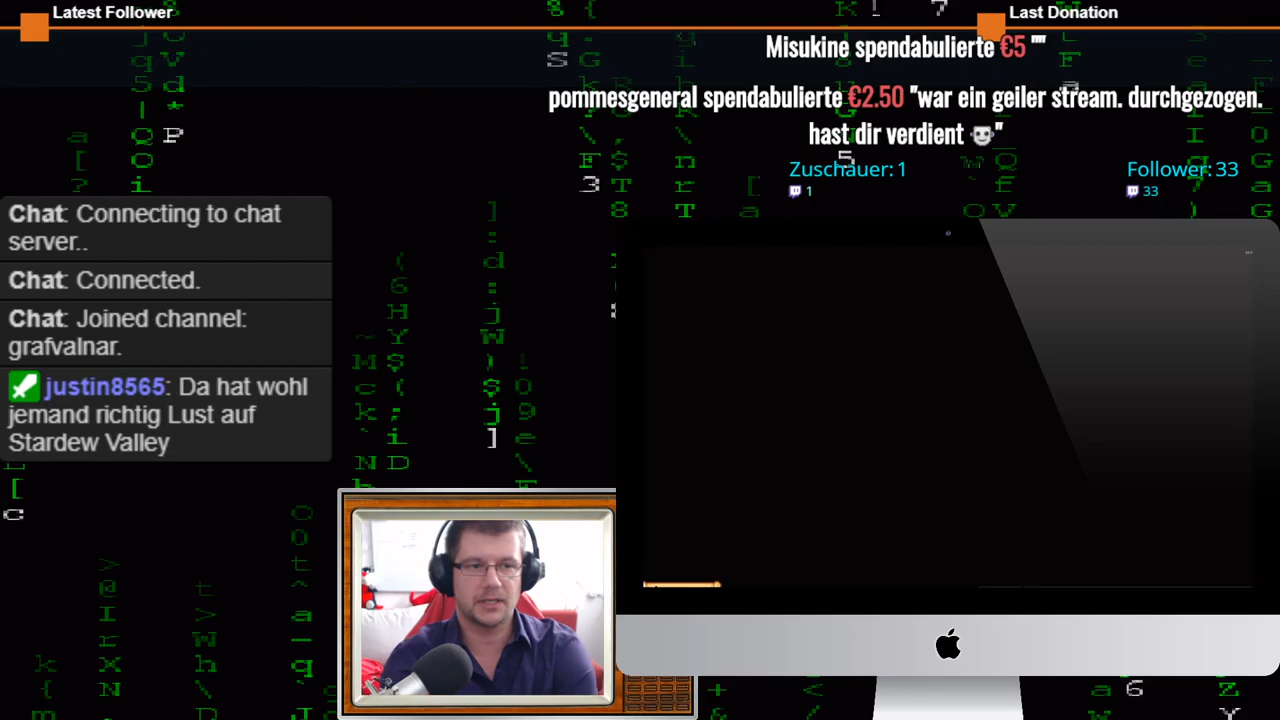 Latest Follower
Last Donation
Misukine spendabulierte €5 ""
pommesgeneral spendabulierte €2.50 "war ein geiler stream. durchgezogen.
hast dir verdient "
Zuschauer: 1
Follower: 33
1
33
Chat: Connecting to chat
server..
Chat: Connected.
Chat: Joined channel:
grafvalnar.
justin8565: Da hat wohl
jemand richtig Lust auf
Stardew Valley